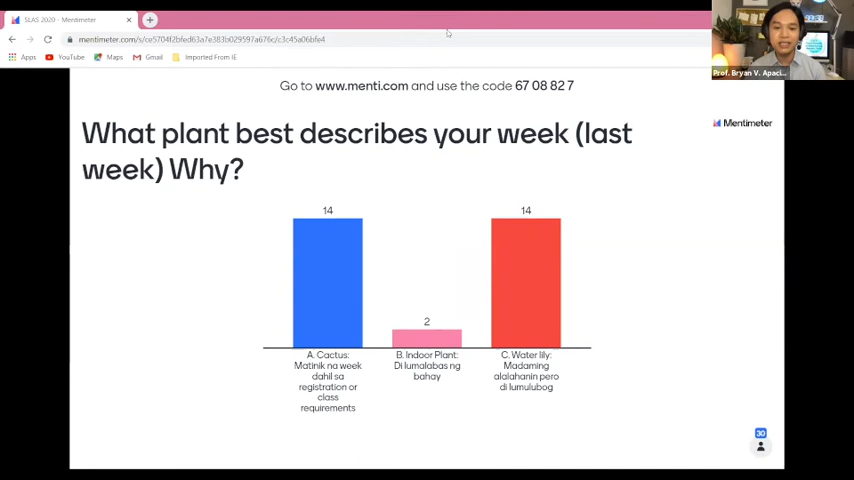 SLAS 2020 - Mentimeter
mentimeter.com/s/ce5704f2bfed63a7e383b029597a676c/c3c45a06bfe4
Apps YouTube Maps Gmail Imported From IE
Prof. Bryan V. Apaci...
Go to www.menti.com and use the code 67 08 82 7
Mentimeter
What plant best describes your week (last
week) Why?
14
2
14
A. Cactus:
Matinik na week
dahil sa
registration or
class
requirements
B. Indoor Plant:
Di lumalabas ng
bahay
C. Water lily:
Madaming
alalahanin pero
di lumulubog
30